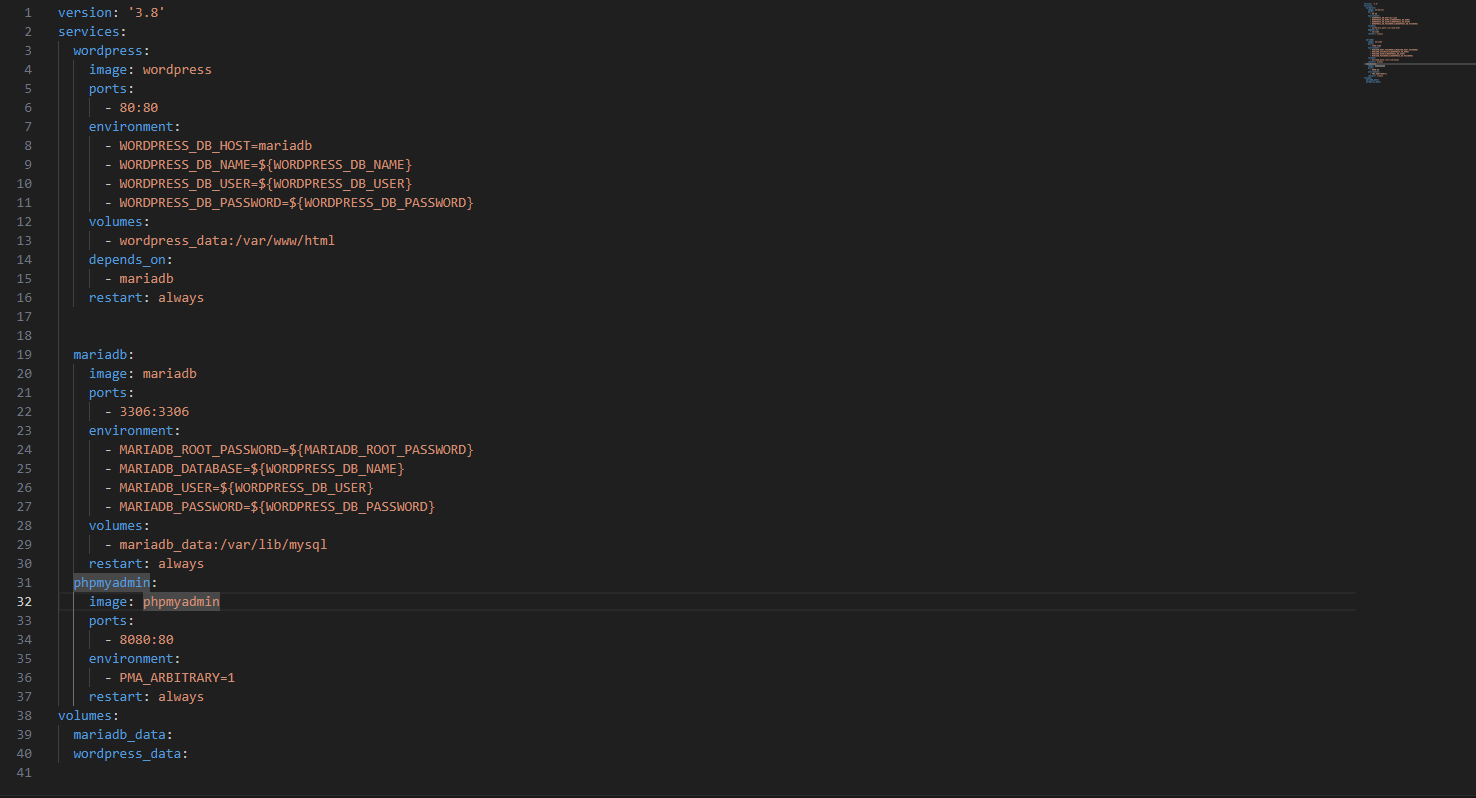 1 version: '3.8'
2 services:
3   wordpress:
4     image: wordpress
5     ports:
6       - 80:80
7     environment:
8       - WORDPRESS_DB_HOST=mariadb
9       - WORDPRESS_DB_NAME=${WORDPRESS_DB_NAME}
10       - WORDPRESS_DB_USER=${WORDPRESS_DB_USER}
11       - WORDPRESS_DB_PASSWORD=${WORDPRESS_DB_PASSWORD}
12     volumes:
13       - wordpress_data:/var/www/html
14     depends_on:
15       - mariadb
16     restart: always
17
18
19   mariadb:
20     image: mariadb
21     ports:
22       - 3306:3306
23     environment:
24       - MARIADB_ROOT_PASSWORD=${MARIADB_ROOT_PASSWORD}
25       - MARIADB_DATABASE=${WORDPRESS_DB_NAME}
26       - MARIADB_USER=${WORDPRESS_DB_USER}
27       - MARIADB_PASSWORD=${WORDPRESS_DB_PASSWORD}
28     volumes:
29       - mariadb_data:/var/lib/mysql
30     restart: always
31   phpmyadmin:
32     image: phpmyadmin
33     ports:
34       - 8080:80
35     environment:
36       - PMA_ARBITRARY=1
37     restart: always
38 volumes:
39   mariadb_data:
40   wordpress_data:
41